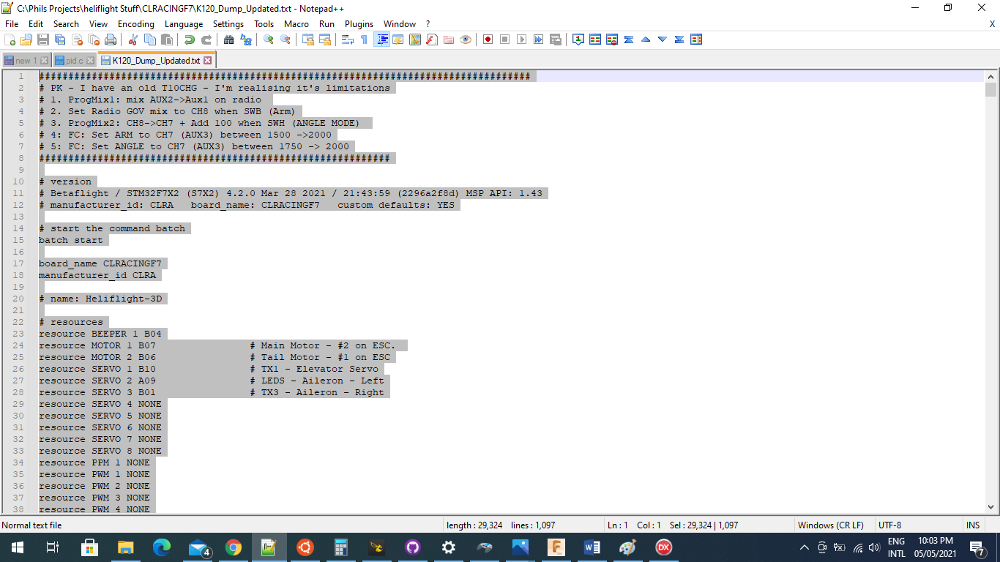 C:\Phils Projects\heliflight Stuff\CLRACINGF7\K120_Dump_Updated.txt - Notepad++
File Edit Search View Encoding Language Settings Tools Macro Run Plugins Window ? X
new 1 pid.c K120_Dump_Updated.txt
1 ####################################################################################
2 # PK - I have an old T10CHG - I'm realising it's limitations
3 # 1. ProgMix1: mix AUX2->Aux1 on radio
4 # 2. Set Radio GOV mix to CH8 when SWB (Arm)
5 # 3. ProgMix2: CH8->CH7 + Add 100 when SWH (ANGLE MODE)
6 # 4: FC: Set ARM to CH7 (AUX3) between 1500 ->2000
7 # 5: FC: Set ANGLE to CH7 (AUX3) between 1750 -> 2000
8 ############################################################
9
10 # version
11 # Betaflight / STM32F7X2 (S7X2) 4.2.0 Mar 28 2021 / 21:43:59 (2296a2f8d) MSP API: 1.43
12 # manufacturer_id: CLRA board_name: CLRACINGF7 custom defaults: YES
13
14 # start the command batch
15 batch start
16
17 board_name CLRACINGF7
18 manufacturer_id CLRA
19
20 # name: Heliflight-3D
21
22 # resources
23 resource BEEPER 1 B04
24 resource MOTOR 1 B07 # Main Motor - #2 on ESC.
25 resource MOTOR 2 B06 # Tail Motor - #1 on ESC
26 resource SERVO 1 B10 # TX1 - Elevator Servo
27 resource SERVO 2 A09 # LEDS - Aileron - Left
28 resource SERVO 3 B01 # TX3 - Aileron - Right
29 resource SERVO 4 NONE
30 resource SERVO 5 NONE
31 resource SERVO 6 NONE
32 resource SERVO 7 NONE
33 resource SERVO 8 NONE
34 resource PPM 1 NONE
35 resource PWM 1 NONE
36 resource PWM 2 NONE
37 resource PWM 3 NONE
38 resource PWM 4 NONE
Normal text file length : 29,324 lines : 1,097 Ln : 1 Col : 1 Sel : 29,324 | 1,097 Windows (CR LF) UTF-8 INS
4 W DX ENG 10:03 PM 7
INTL 05/05/2021